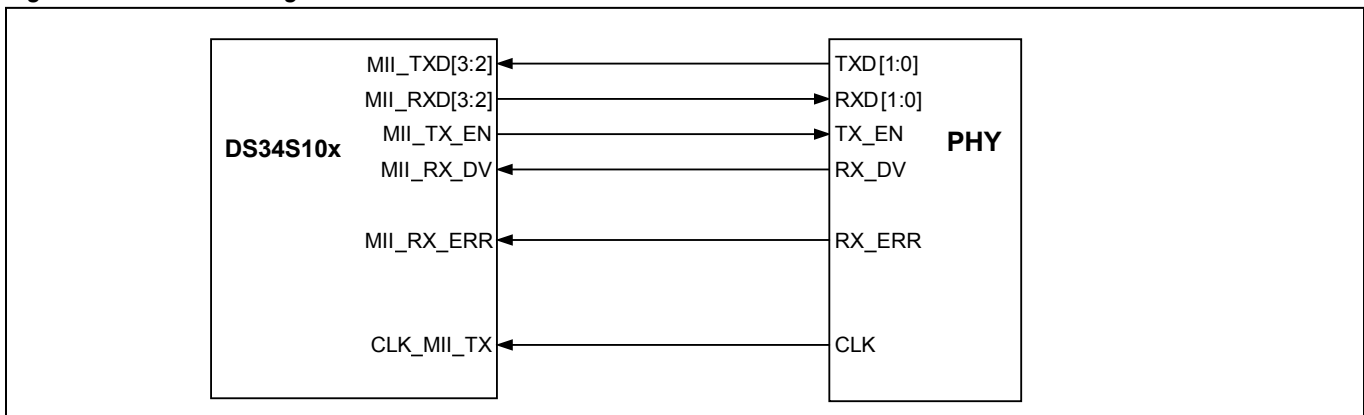 MII_TXD[3:2] TXD[1:0]
MII_RXD[3:2] RXD[1:0]
MII_TX_EN TX_EN
DS34S10x PHY
MII_RX_DV RX_DV
MII_RX_ERR RX_ERR
CLK_MII_TX CLK